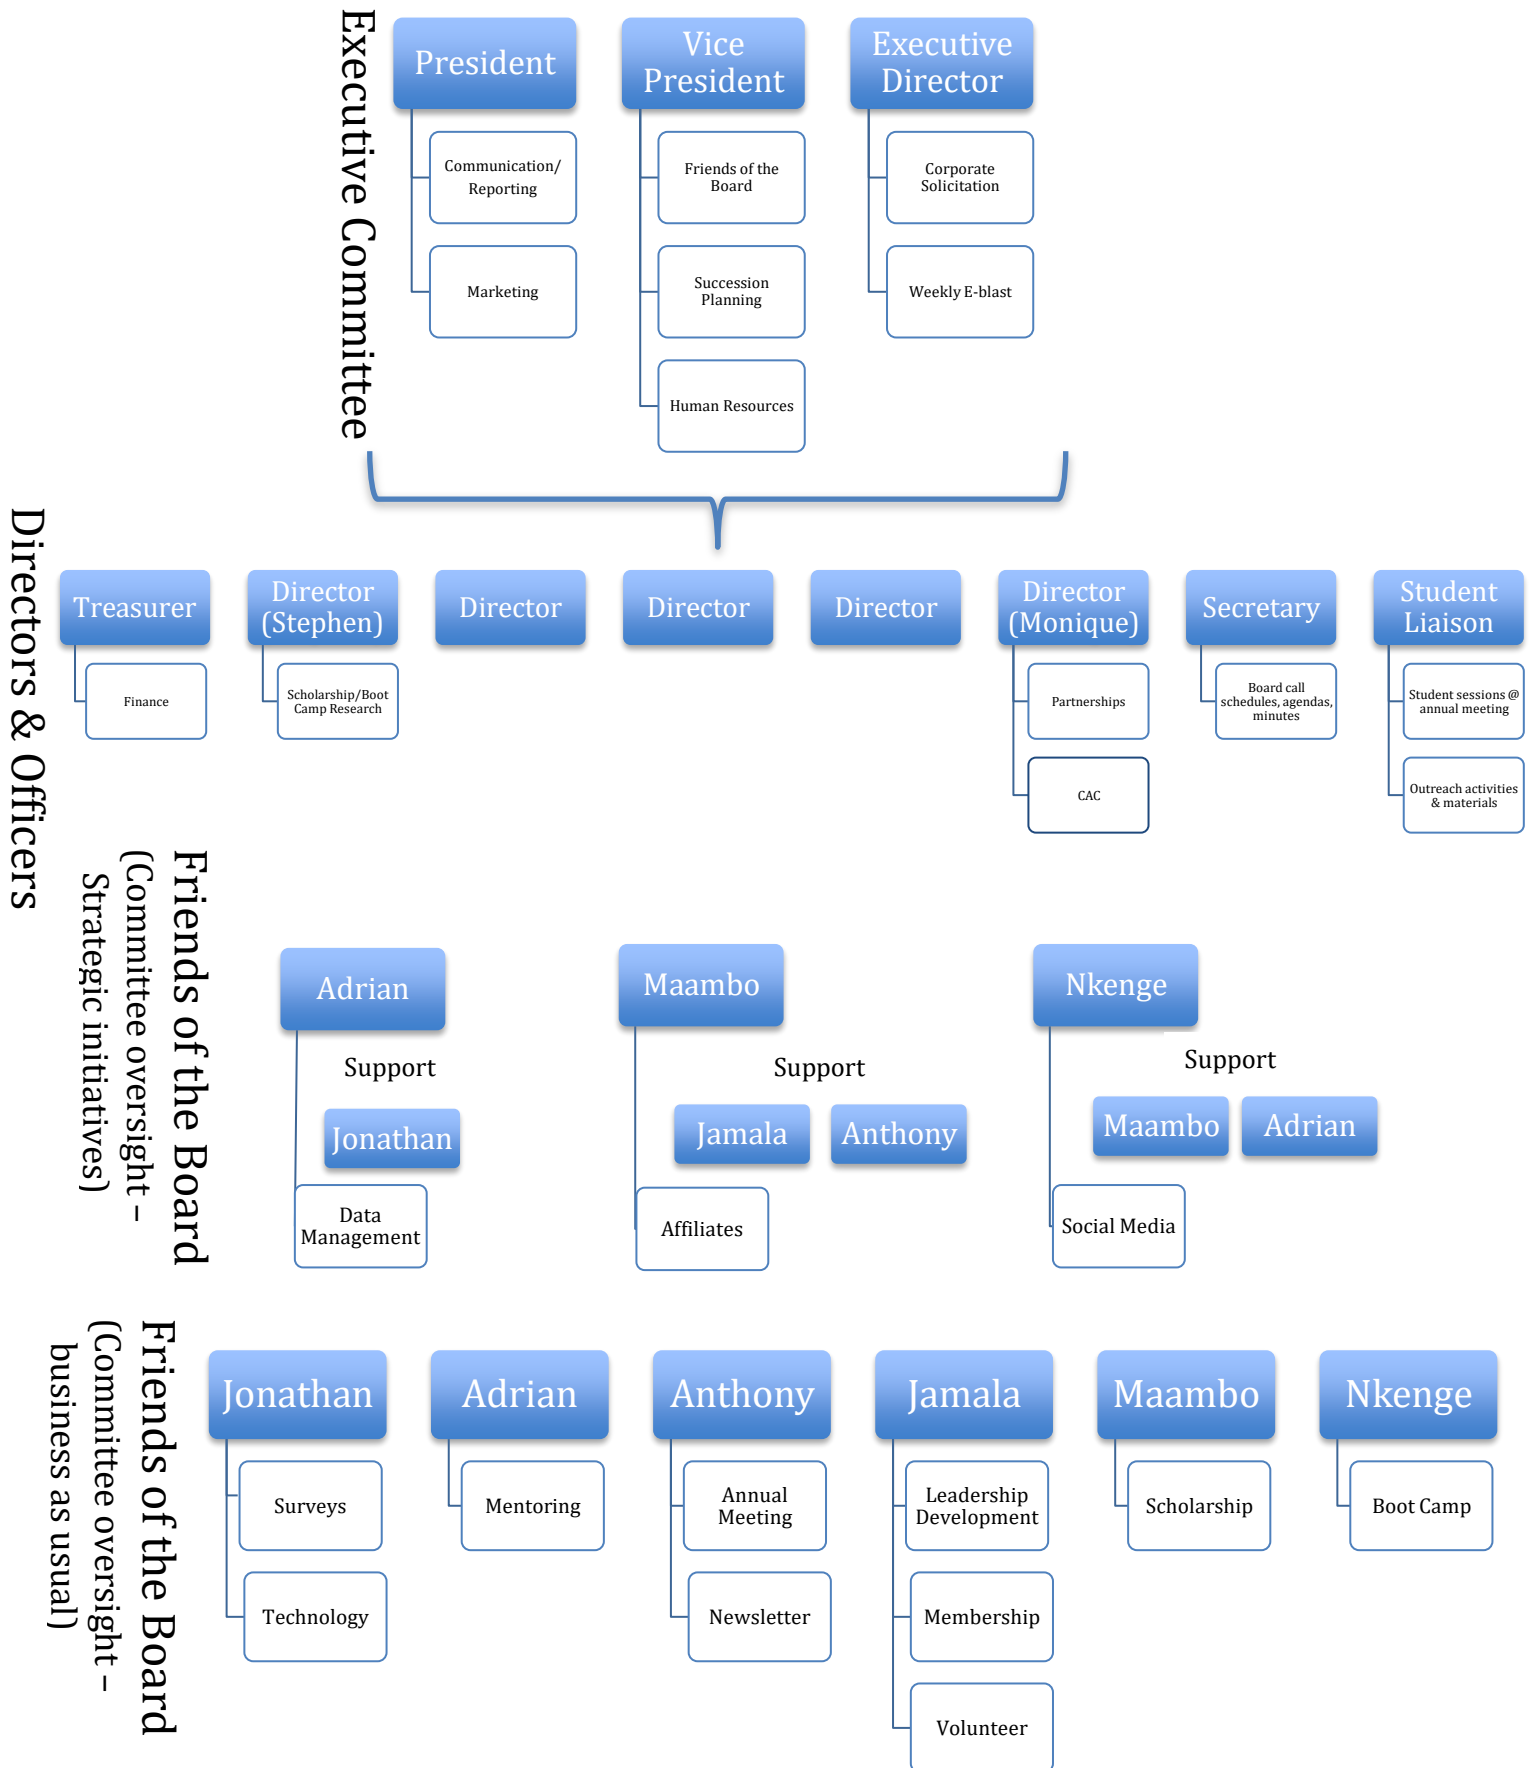 Executive Committee
President
Communication/
Reporting
Marketing
Vice
President
Friends of the
Board
Succession
Planning
Human Resources
Executive
Director
Corporate
Solicitation
Weekly E-blast
Directors & Officers
Treasurer
Finance
Director
(Stephen)
Scholarship/Boot
Camp Research
Director
Director
Director
Director
(Monique)
Partnerships
CAC
Secretary
Board call
schedules, agendas,
minutes
Student
Liaison
Student sessions @
annual meeting
Outreach activities
& materials
Friends of the Board
(Committee oversight –
Strategic initiatives)
Adrian
Support
Jonathan
Data
Management
Maambo
Support
Jamala
Anthony
Affiliates
Nkenge
Support
Maambo
Adrian
Social Media
Friends of the Board
(Committee oversight –
business as usual)
Jonathan
Surveys
Technology
Adrian
Mentoring
Anthony
Annual
Meeting
Newsletter
Jamala
Leadership
Development
Membership
Volunteer
Maambo
Scholarship
Nkenge
Boot Camp